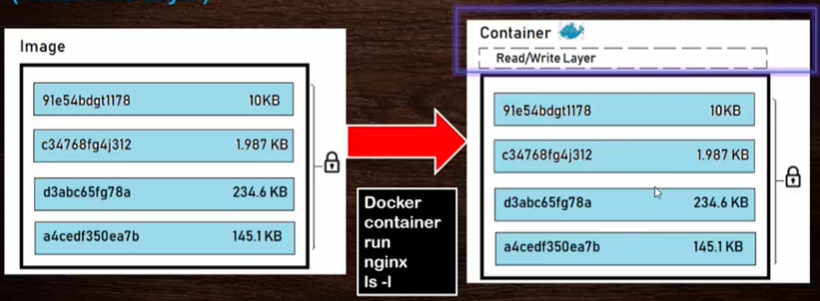 Image
91e54bdgt1178 10KB
c34768fg4j312 1.987 KB
d3abc65fg78a 234.6 KB
a4cedf350ea7b 145.1 KB
Docker
container
run
nginx
ls -l
Container
Read/Write Layer
91e54bdgt1178 10KB
c34768fg4j312 1.987 KB
d3abc65fg78a 234.6 KB
a4cedf350ea7b 145.1 KB